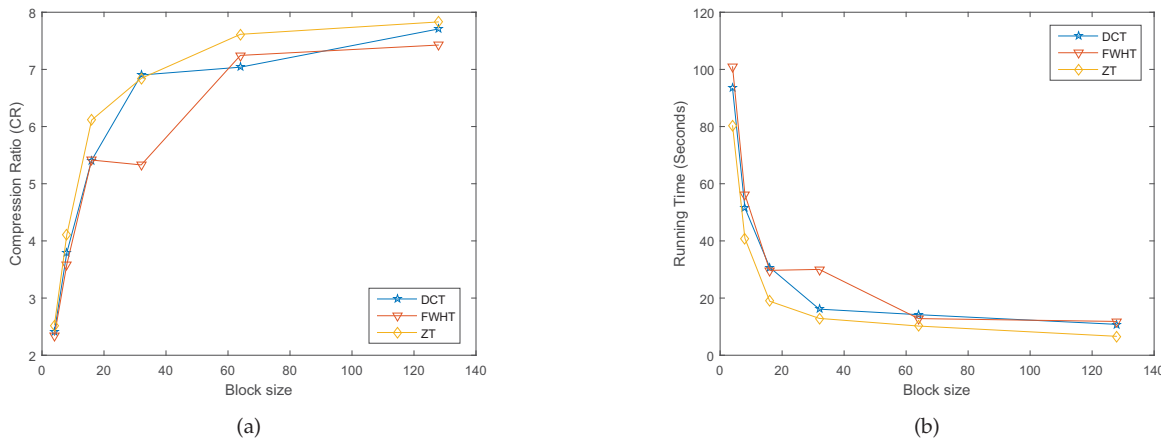 8
7
6
5
4
3
2
Compression Ratio (CR)
0 20 40 60 80 100 120 140
Block size
DCT
FWHT
ZT
(a)
120
100
80
60
40
20
0
Running Time (Seconds)
0 20 40 60 80 100 120 140
Block size
DCT
FWHT
ZT
(b)